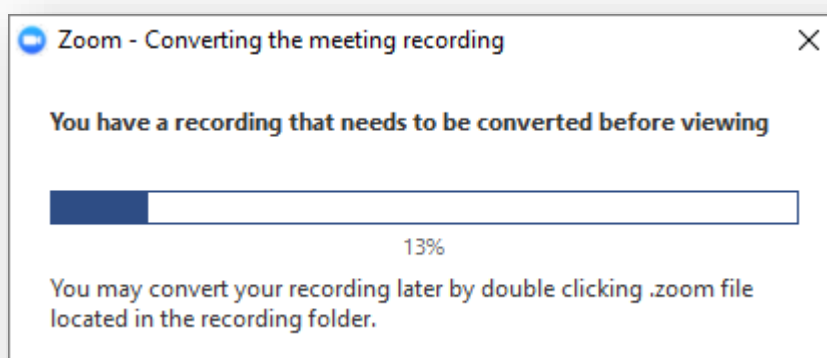 Zoom - Converting the meeting recording
You have a recording that needs to be converted before viewing
13%
You may convert your recording later by double clicking .zoom file
located in the recording folder.